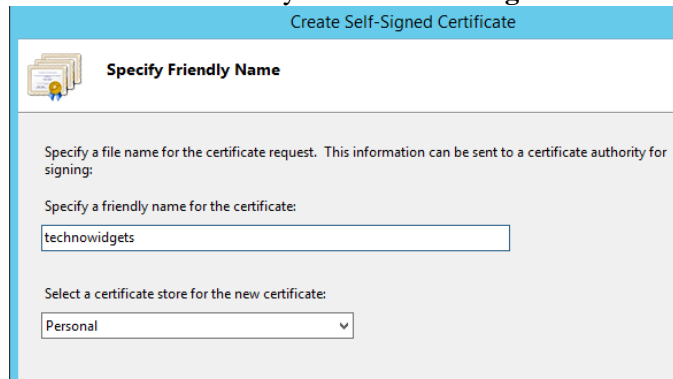 Create Self-Signed Certificate
Specify Friendly Name
Specify a file name for the certificate request. This information can be sent to a certificate authority for
signing:
Specify a friendly name for the certificate:
technowidgets
Select a certificate store for the new certificate:
Personal